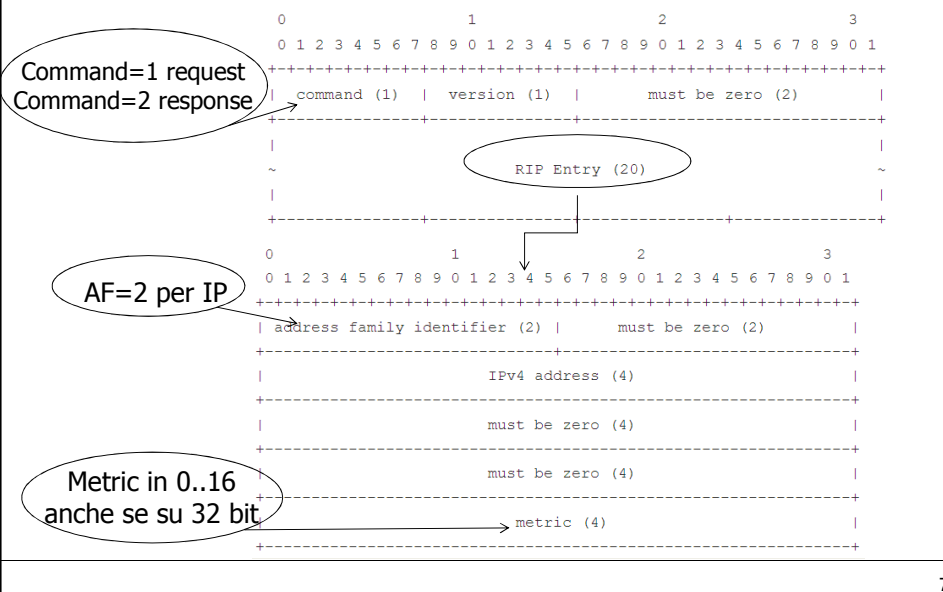 0 1 2 3
0 1 2 3 4 5 6 7 8 9 0 1 2 3 4 5 6 7 8 9 0 1 2 3 4 5 6 7 8 9 0 1
Command=1 request
Command=2 response
+-+-+-+-+-+-+-+-+-+-+-+-+-+-+-+-+-+-+-+-+-+-+-+-+-+-+-+-+-+-+-+-+
| command (1) | version (1) | must be zero (2) |
+---------------+---------------+-------------------------------+
| |
~ RIP Entry (20) ~
| |
+---------------+---------------+---------------+---------------+
0 1 2 3
0 1 2 3 4 5 6 7 8 9 0 1 2 3 4 5 6 7 8 9 0 1 2 3 4 5 6 7 8 9 0 1
AF=2 per IP
+-+-+-+-+-+-+-+-+-+-+-+-+-+-+-+-+-+-+-+-+-+-+-+-+-+-+-+-+-+-+-+-+
| address family identifier (2) | must be zero (2) |
+-------------------------------+-------------------------------+
| IPv4 address (4) |
+---------------------------------------------------------------+
| must be zero (4) |
+---------------------------------------------------------------+
| must be zero (4) |
+---------------------------------------------------------------+
Metric in 0..16
anche se su 32 bit
| metric (4) |
+---------------------------------------------------------------+